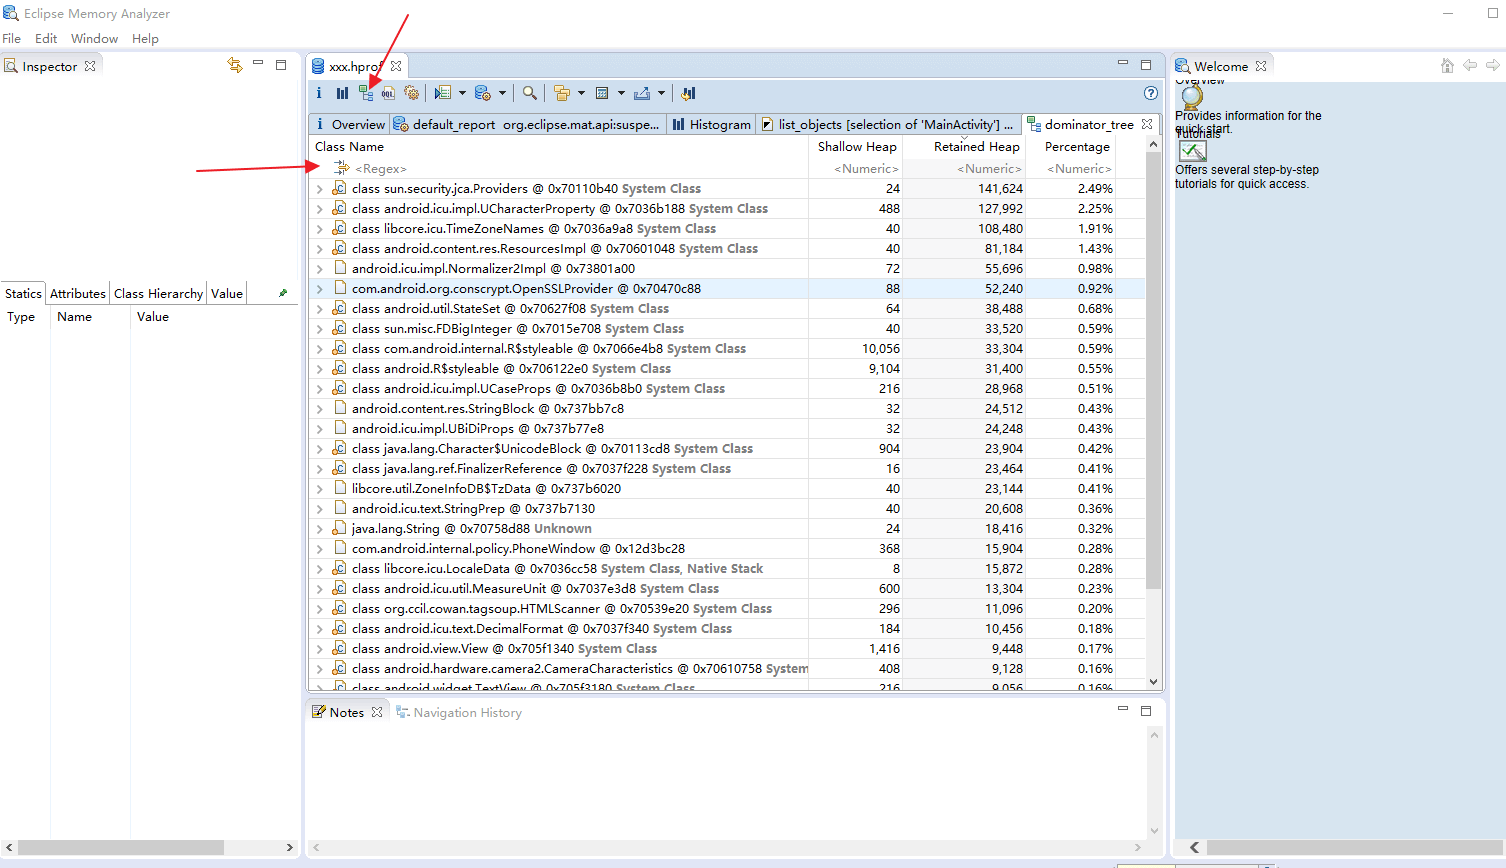 Eclipse Memory Analyzer
File Edit Window Help
Inspector
Statics Attributes Class Hierarchy Value
Type Name Value
xxx.hprof
Overview default_report org.eclipse.mat.api:suspe... Histogram list_objects [selection of 'MainActivity'] ... dominator_tree
Class Name Shallow Heap Retained Heap Percentage
<Regex> <Numeric> <Numeric> <Numeric>
class sun.security.jca.Providers @ 0x70110b40 System Class 24 141,624 2.49%
class android.icu.impl.UCharacterProperty @ 0x7036b188 System Class 488 127,992 2.25%
class libcore.icu.TimeZoneNames @ 0x7036a9a8 System Class 40 108,480 1.91%
class android.content.res.ResourcesImpl @ 0x70601048 System Class 40 81,184 1.43%
android.icu.impl.Normalizer2Impl @ 0x73801a00 72 55,696 0.98%
com.android.org.conscrypt.OpenSSLProvider @ 0x70470c88 88 52,240 0.92%
class android.util.StateSet @ 0x70627f08 System Class 64 38,488 0.68%
class sun.misc.FDBigInteger @ 0x7015e708 System Class 40 33,520 0.59%
class com.android.internal.R$styleable @ 0x7066e4b8 System Class 10,056 33,304 0.59%
class android.R$styleable @ 0x706122e0 System Class 9,104 31,400 0.55%
class android.icu.impl.UCaseProps @ 0x7036b8b0 System Class 216 28,968 0.51%
android.content.res.StringBlock @ 0x737bb7c8 32 24,512 0.43%
android.icu.impl.UBiDiProps @ 0x737b77e8 32 24,248 0.43%
class java.lang.Character$UnicodeBlock @ 0x70113cd8 System Class 904 23,904 0.42%
class java.lang.ref.FinalizerReference @ 0x7037f228 System Class 16 23,464 0.41%
libcore.util.ZoneInfoDB$TzData @ 0x737b6020 40 23,144 0.41%
android.icu.text.StringPrep @ 0x737b7130 40 20,608 0.36%
java.lang.String @ 0x70758d88 Unknown 24 18,416 0.32%
com.android.internal.policy.PhoneWindow @ 0x12d3bc28 368 15,904 0.28%
class libcore.icu.LocaleData @ 0x7036cc58 System Class, Native Stack 8 15,872 0.28%
class android.icu.util.MeasureUnit @ 0x7037e3d8 System Class 600 13,304 0.23%
class org.ccil.cowan.tagsoup.HTMLScanner @ 0x70539e20 System Class 296 11,096 0.20%
class android.icu.text.DecimalFormat @ 0x7037f340 System Class 184 10,456 0.18%
class android.view.View @ 0x705f1340 System Class 1,416 9,448 0.17%
class android.hardware.camera2.CameraCharacteristics @ 0x70610758 System 408 9,128 0.16%
class android.widget.TextView @ 0x705f3180 System Class 216 9,056 0.16%
Notes Navigation History
Welcome
Overview
Provides information for the
quick start.
Tutorials
Offers several step-by-step
tutorials for quick access.